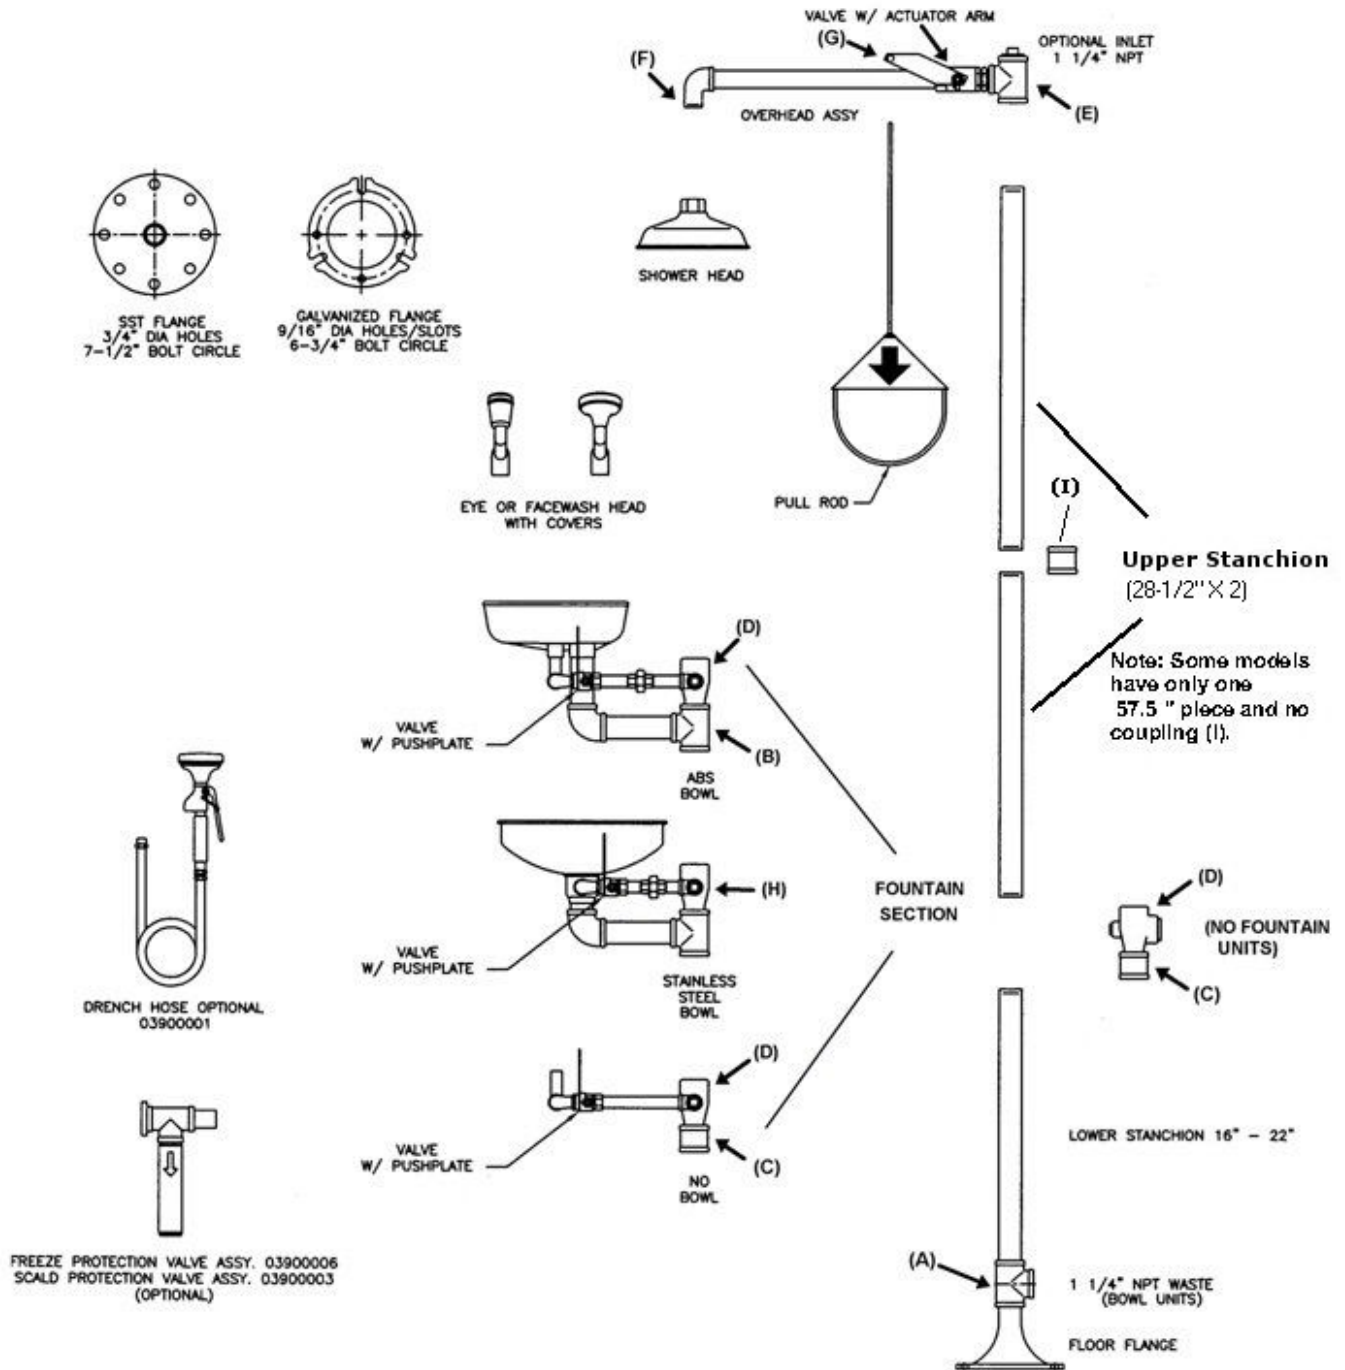 VALVE W/ ACTUATOR ARM
(G)
OPTIONAL INLET
1 1/4" NPT
(F)
(E)
OVERHEAD ASSY
SHOWER HEAD
SST FLANGE
3/4" DIA HOLES
7-1/2" BOLT CIRCLE
GALVANIZED FLANGE
9/16" DIA HOLES/SLOTS
6-3/4" BOLT CIRCLE
EYE OR FACEWASH HEAD
WITH COVERS
PULL ROD
(I)
Upper Stanchion
(28-1/2" X 2)
Note: Some models
have only one
57.5 " piece and no
coupling (I).
(D)
VALVE
W/ PUSHPLATE
(B)
ABS
BOWL
(H)
VALVE
W/ PUSHPLATE
STAINLESS
STEEL
BOWL
FOUNTAIN
SECTION
(D)
(NO FOUNTAIN
UNITS)
(C)
DRENCH HOSE OPTIONAL
03900001
(D)
VALVE
W/ PUSHPLATE
(C)
NO
BOWL
LOWER STANCHION 16" - 22"
FREEZE PROTECTION VALVE ASSY. 03900006
SCALD PROTECTION VALVE ASSY. 03900003
(OPTIONAL)
(A)
1 1/4" NPT WASTE
(BOWL UNITS)
FLOOR FLANGE